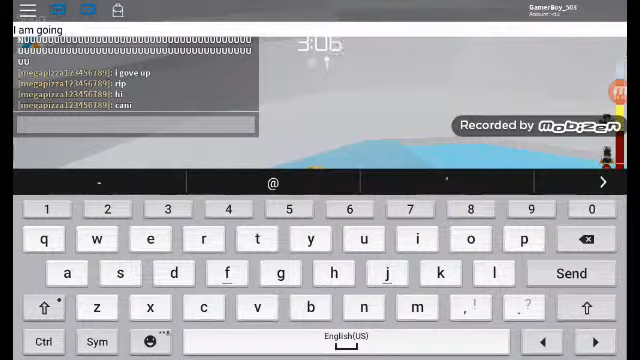 GamerBoy_503
I am going
UUUUUUUUUUUUUUUUUUUUUUUUUUUUUUUUUU
UU
[megapizza123456789]: i gove up
[megapizza123456789]: rip
[megapizza123456789]: hi
[megapizza123456789]: cani
3:06
Recorded by mobizen
- @ ' >
1 2 3 4 5 6 7 8 9 0
q w e r t y u i o p
a s d f g h j k l Send
z x c v b n m , ! . ?
Ctrl Sym English(US)